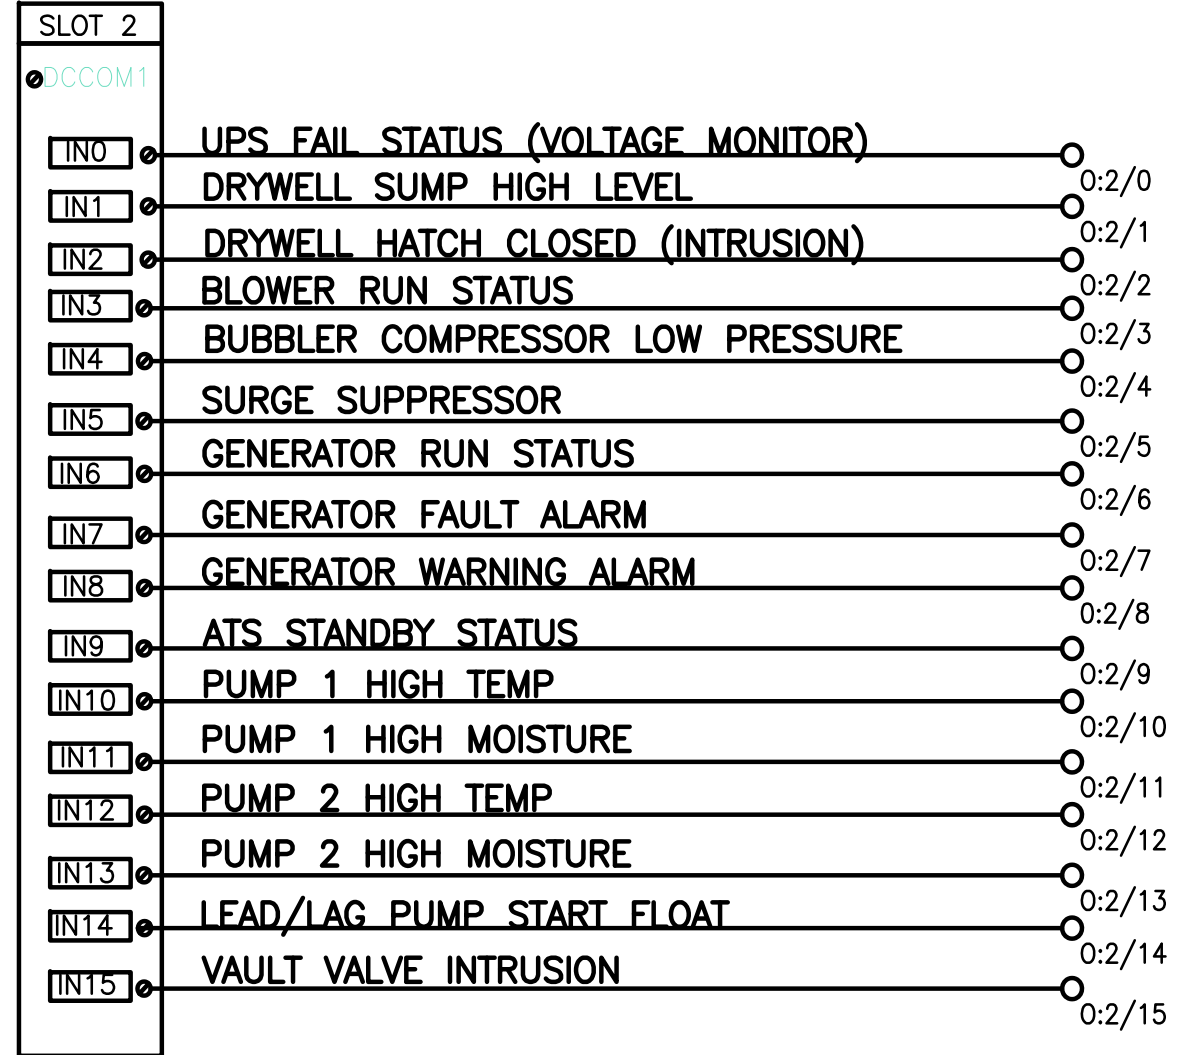 SLOT 2
DCCOM1
IN0 UPS FAIL STATUS (VOLTAGE MONITOR)
0:2/0
IN1 DRYWELL SUMP HIGH LEVEL
0:2/1
IN2 DRYWELL HATCH CLOSED (INTRUSION)
0:2/2
IN3 BLOWER RUN STATUS
0:2/3
IN4 BUBBLER COMPRESSOR LOW PRESSURE
0:2/4
IN5 SURGE SUPPRESSOR
0:2/5
IN6 GENERATOR RUN STATUS
0:2/6
IN7 GENERATOR FAULT ALARM
0:2/7
IN8 GENERATOR WARNING ALARM
0:2/8
IN9 ATS STANDBY STATUS
0:2/9
IN10 PUMP 1 HIGH TEMP
0:2/10
IN11 PUMP 1 HIGH MOISTURE
0:2/11
IN12 PUMP 2 HIGH TEMP
0:2/12
IN13 PUMP 2 HIGH MOISTURE
0:2/13
IN14 LEAD/LAG PUMP START FLOAT
0:2/14
IN15 VAULT VALVE INTRUSION
0:2/15